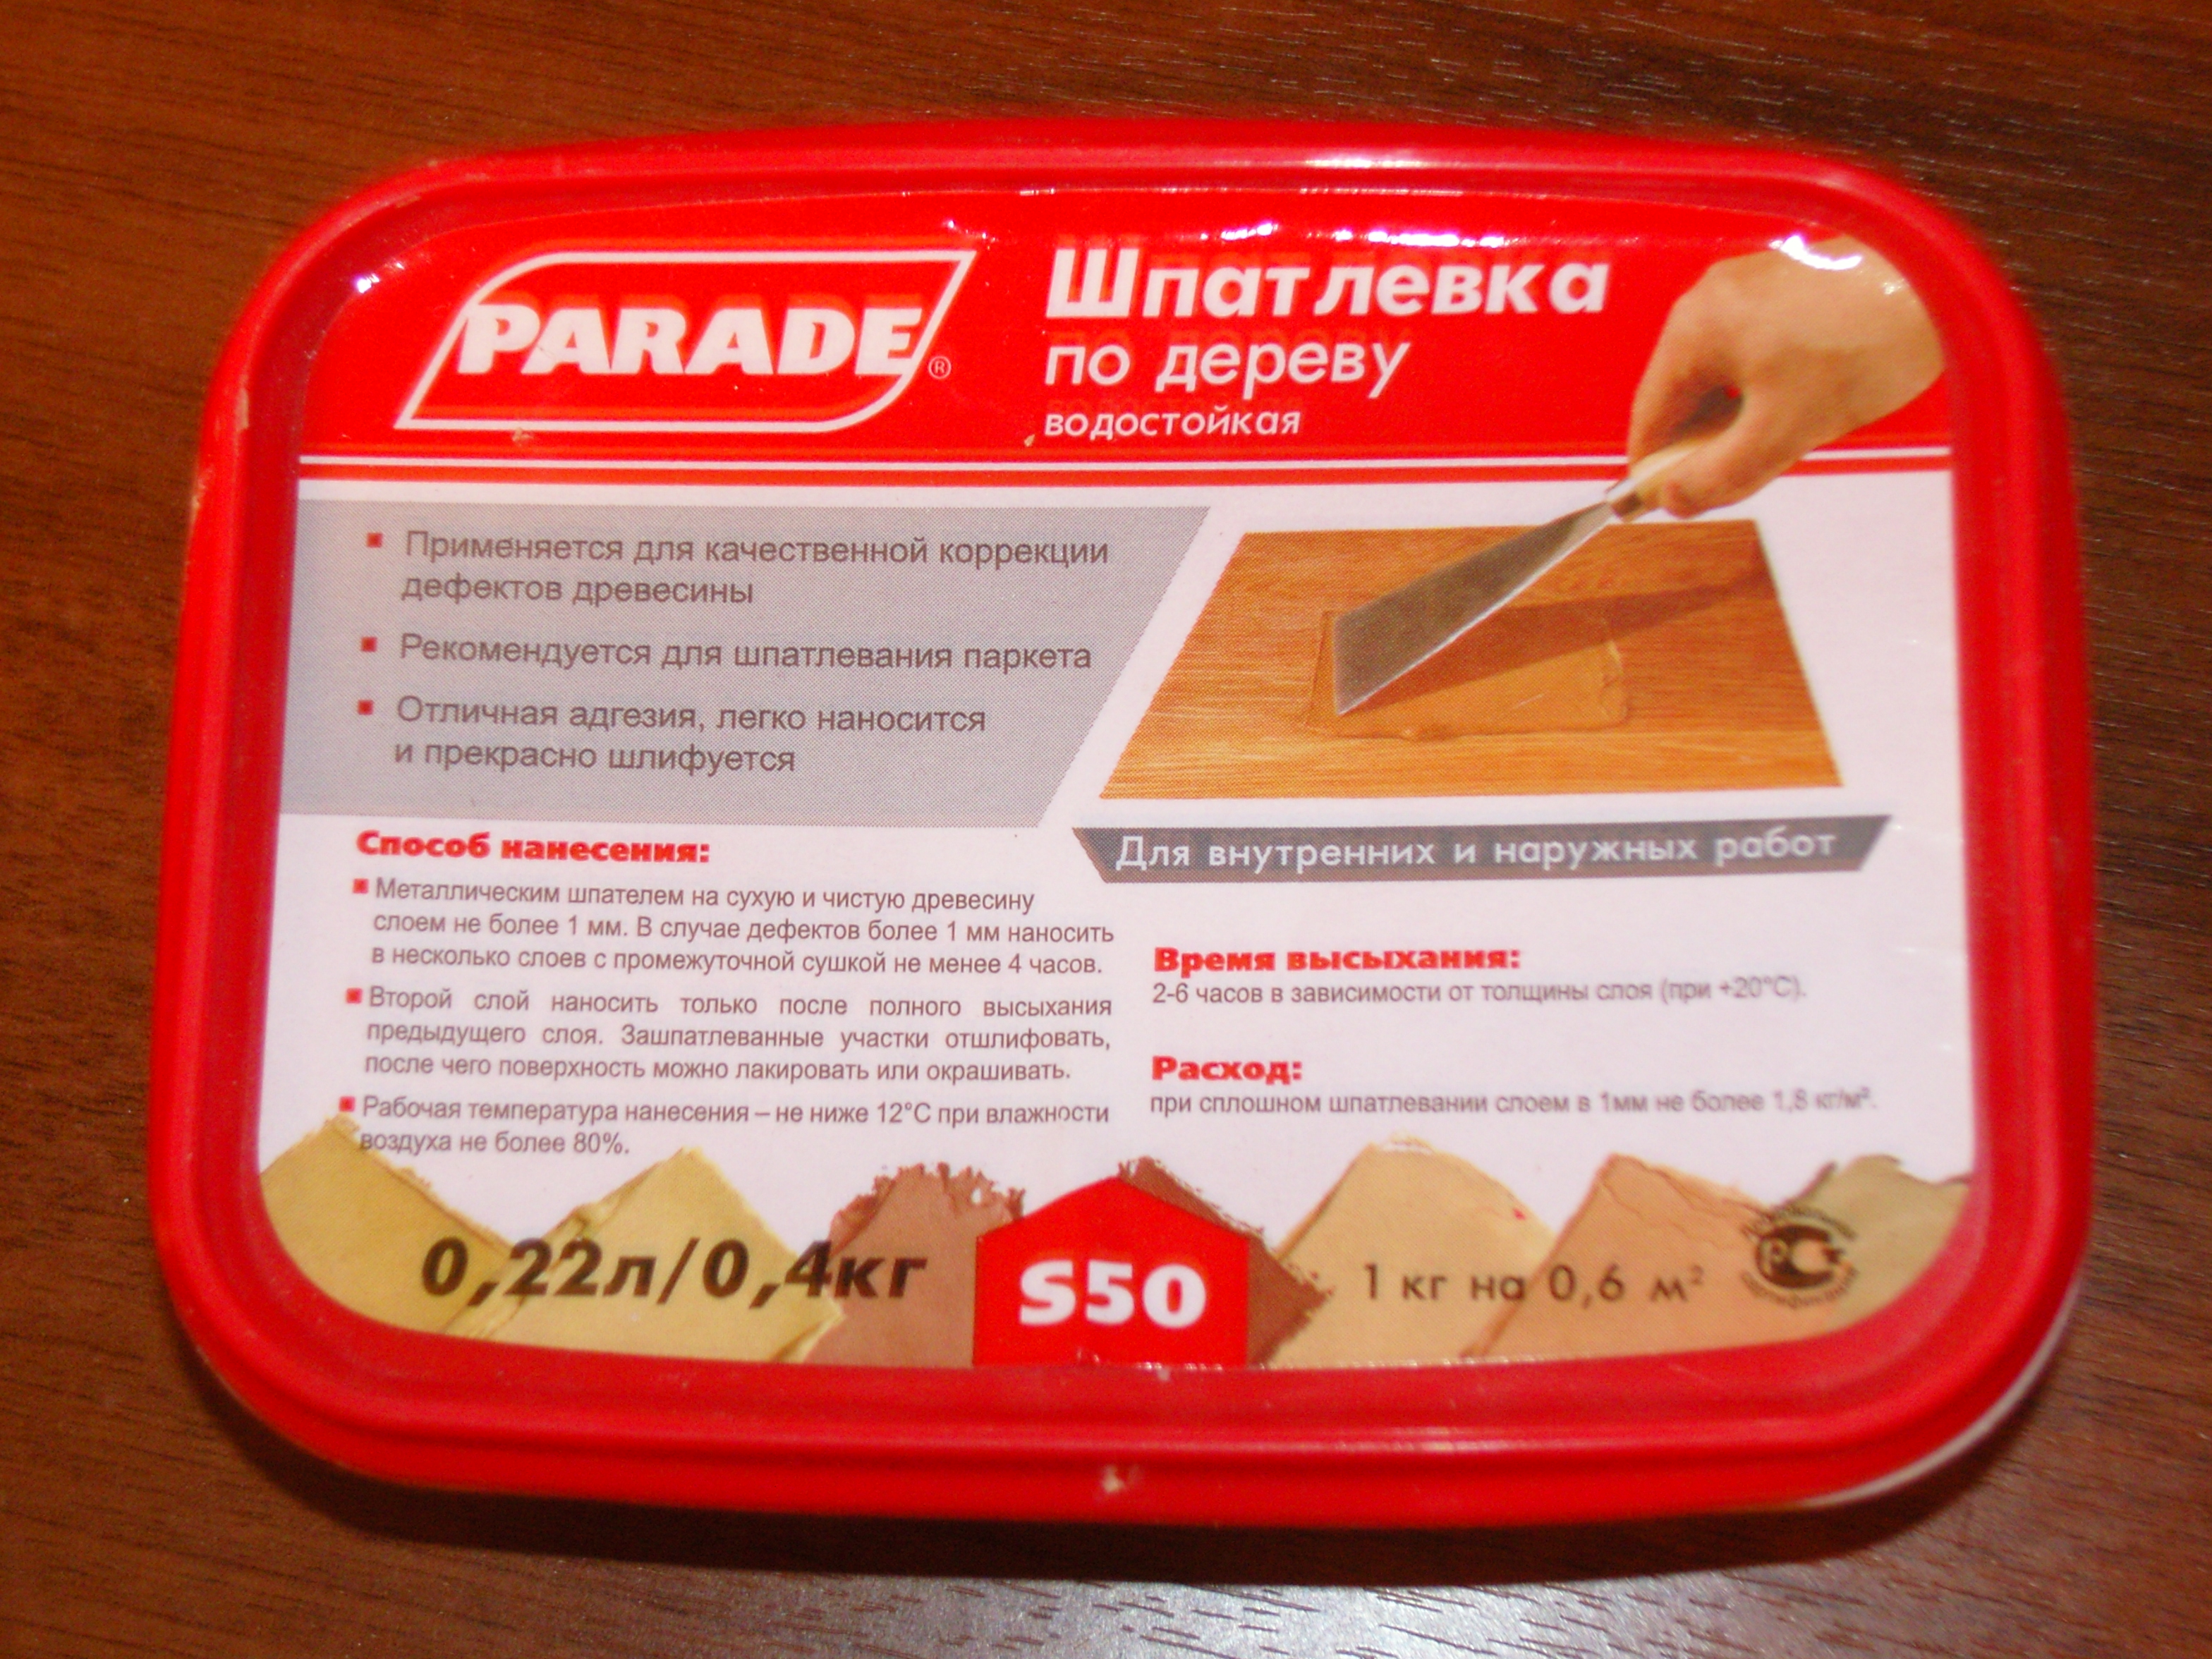 PARADE®
Шпатлевка
по дереву
водостойкая
Применяется для качественной коррекции
дефектов древесины
Рекомендуется для шпатлевания паркета
Отличная адгезия, легко наносится
и прекрасно шлифуется
Для внутренних и наружных работ
Способ нанесения:
Металлическим шпателем на сухую и чистую древесину
слоем не более 1 мм. В случае дефектов более 1 мм наносить
в несколько слоев с промежуточной сушкой не менее 4 часов.
Второй слой наносить только после полного высыхания
предыдущего слоя. Зашпатлеванные участки отшлифовать,
после чего поверхность можно лакировать или окрашивать.
Рабочая температура нанесения – не ниже 12°С при влажности
воздуха не более 80%.
Время высыхания:
2-6 часов в зависимости от толщины слоя (при +20°С).
Расход:
при сплошном шпатлевании слоем в 1мм не более 1,8 кг/м².
0,22л/0,4кг
S50
1 кг на 0,6 м²